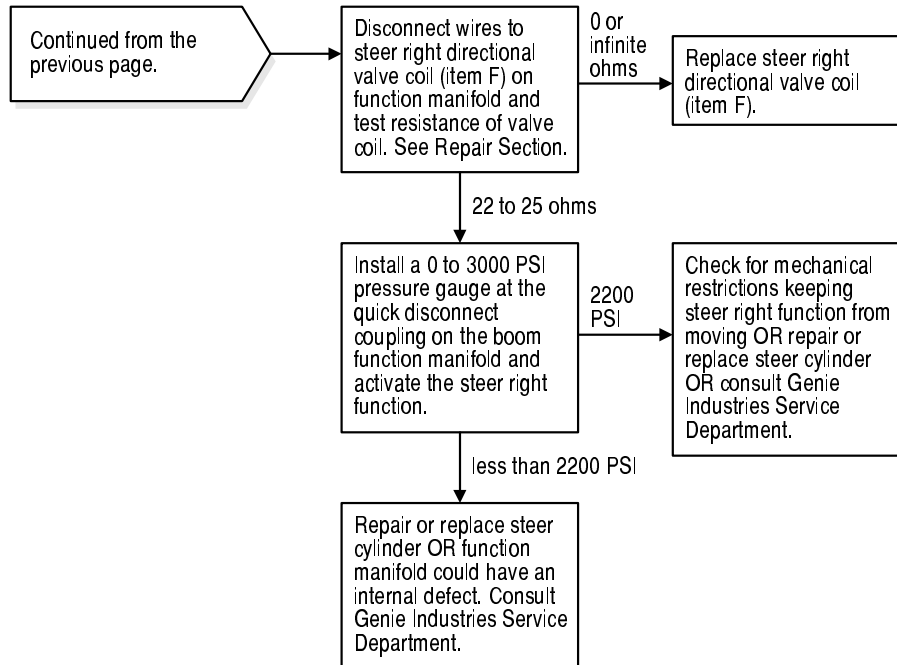 Continued from the
previous page.
Disconnect wires to
steer right directional
valve coil (item F) on
function manifold and
test resistance of valve
coil. See Repair Section.
0 or
infinite
ohms
Replace steer right
directional valve coil
(item F).
22 to 25 ohms
Install a 0 to 3000 PSI
pressure gauge at the
quick disconnect
coupling on the boom
function manifold and
activate the steer right
function.
2200
PSI
Check for mechanical
restrictions keeping
steer right function from
moving OR repair or
replace steer cylinder
OR consult Genie
Industries Service
Department.
less than 2200 PSI
Repair or replace steer
cylinder OR function
manifold could have an
internal defect. Consult
Genie Industries Service
Department.